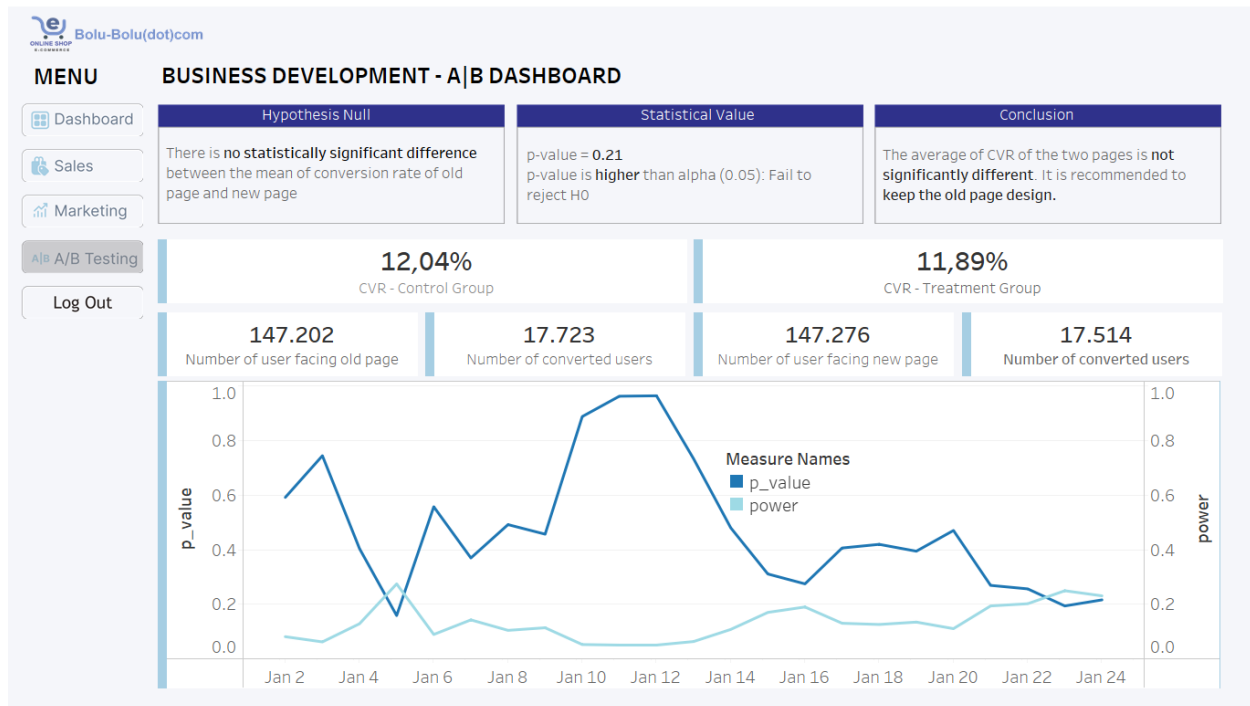 e
ONLINE SHOP
E-COMMERCE
Bolu-Bolu(dot)com
MENU
Dashboard
Sales
Marketing
A|B A/B Testing
Log Out
BUSINESS DEVELOPMENT - A|B DASHBOARD
Hypothesis Null
There is no statistically significant difference
between the mean of conversion rate of old
page and new page
Statistical Value
p-value = 0.21
p-value is higher than alpha (0.05): Fail to
reject H0
Conclusion
The average of CVR of the two pages is not
significantly different. It is recommended to
keep the old page design.
12,04%
CVR - Control Group
11,89%
CVR - Treatment Group
147.202
Number of user facing old page
17.723
Number of converted users
147.276
Number of user facing new page
17.514
Number of converted users
p_value
1.0
0.8
0.6
0.4
0.2
0.0
Measure Names
p_value
power
1.0
0.8
0.6
0.4
0.2
0.0
power
Jan 2 Jan 4 Jan 6 Jan 8 Jan 10 Jan 12 Jan 14 Jan 16 Jan 18 Jan 20 Jan 22 Jan 24